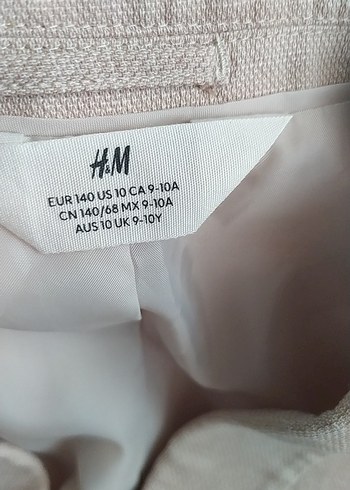 H&M
EUR 140 US 10 CA 9-10A
CN 140/68 MX 9-10A
AUS 10 UK 9-10Y